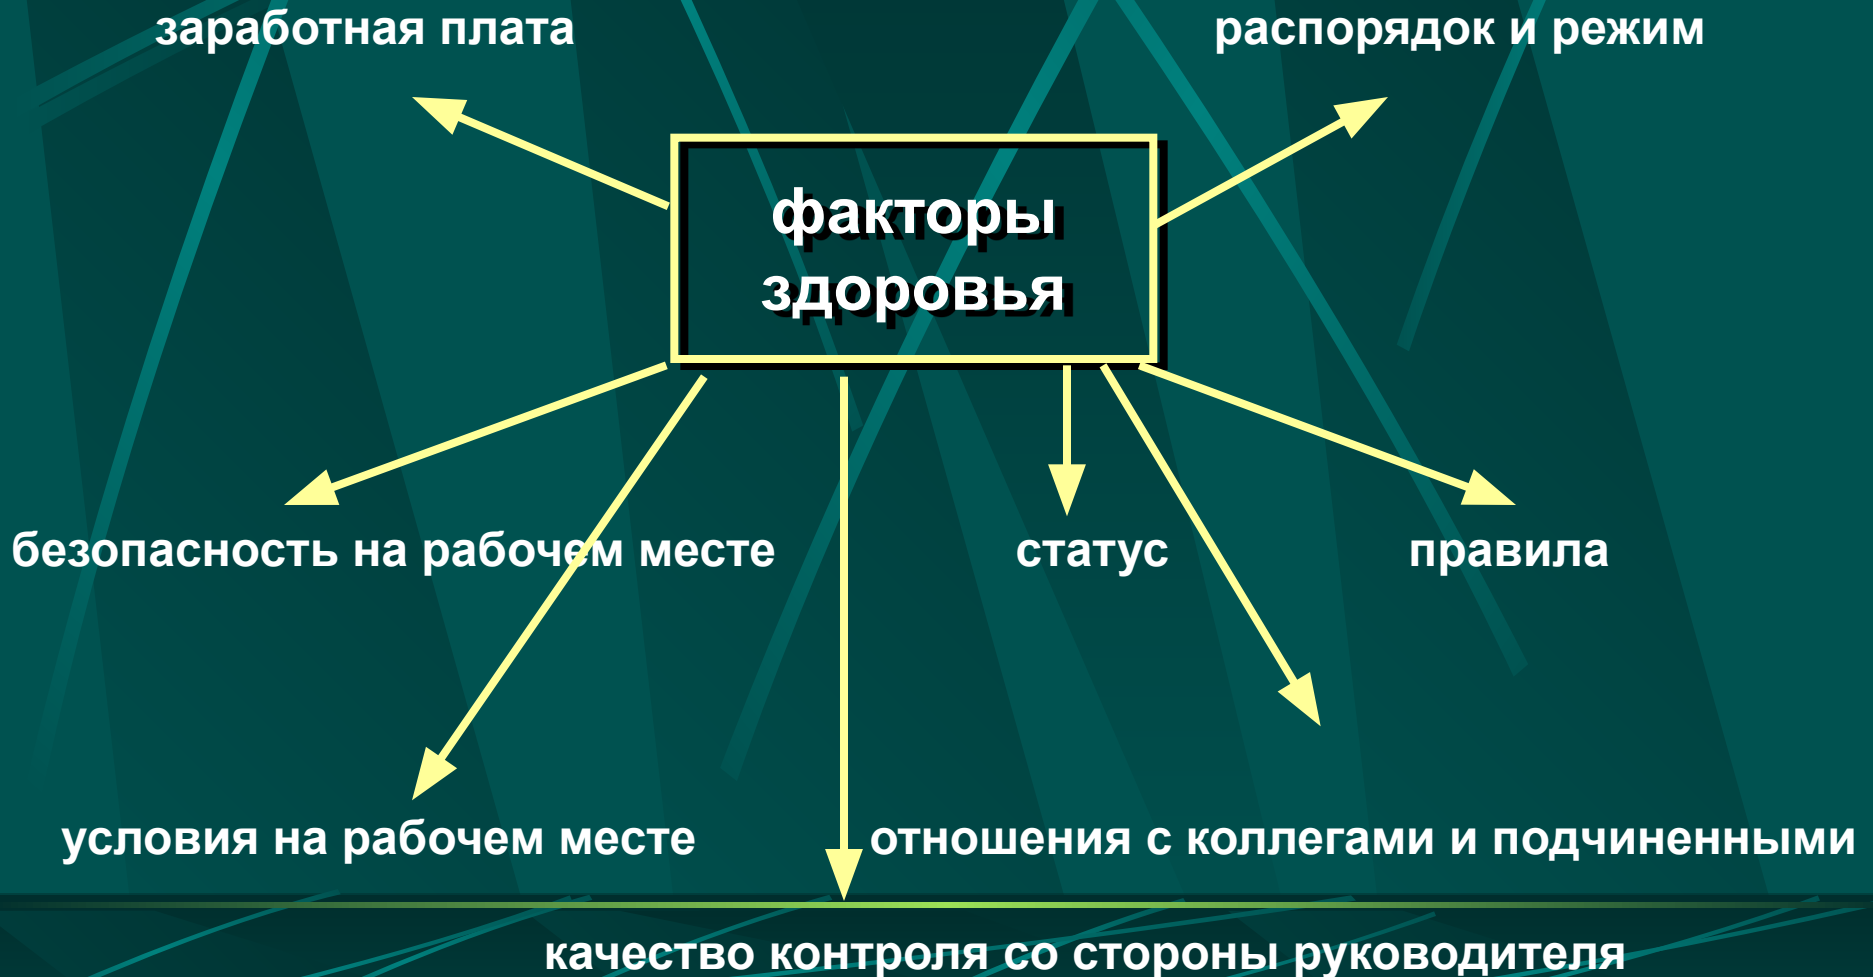 заработная плата
распорядок и режим
факторы
здоровья
безопасность на рабочем месте
статус
правила
условия на рабочем месте
отношения с коллегами и подчиненными
качество контроля со стороны руководителя